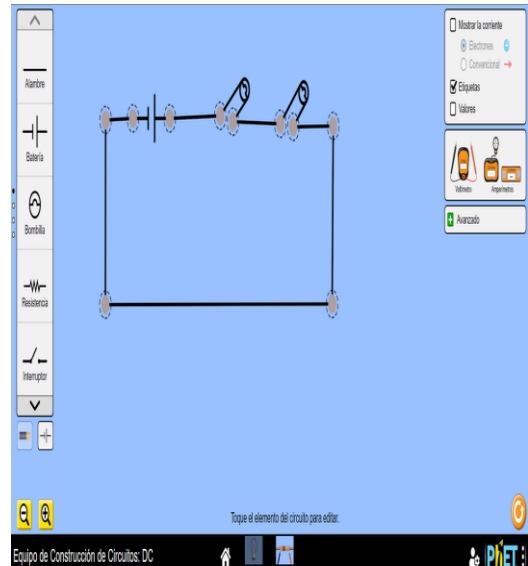 Alambre
Batería
Bombilla
Resistencia
Interruptor
Mostrar la corriente
Electrones
Convencional
Etiquetas
Valores
Voltímetro
Amperímetros
Avanzado
Toque el elemento del circuito para editar.
Equipo de Construcción de Circuitos: DC
PhET